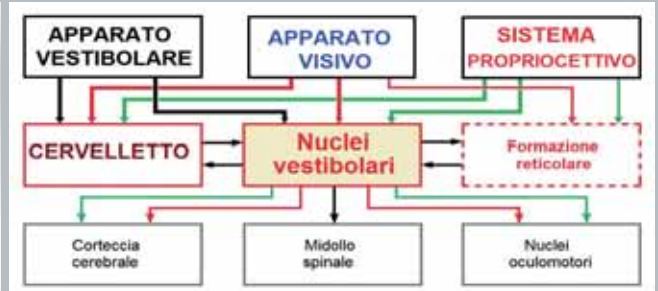 APPARATO
VESTIBOLARE
APPARATO
VISIVO
SISTEMA
PROPRIOCETTIVO
CERVELLETTO
Nuclei
vestibolari
Formazione
reticolare
Corteccia
cerebrale
Midollo
spinale
Nuclei
oculomotori